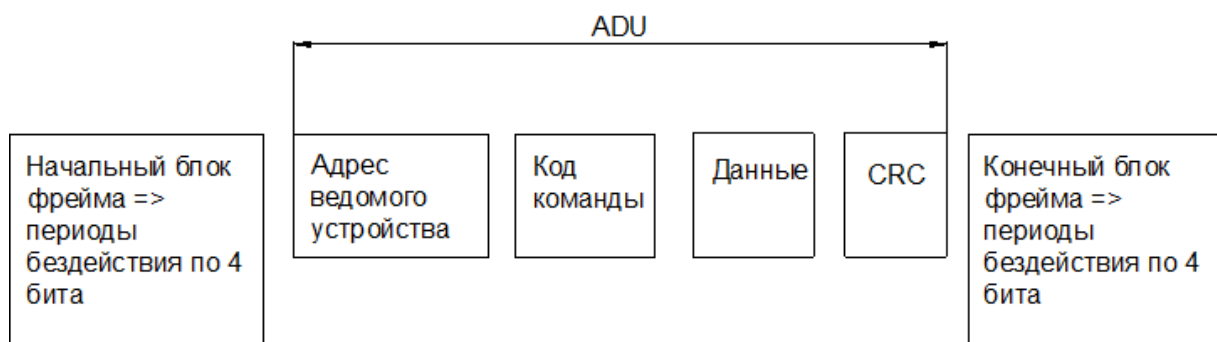 ADU
Начальный блок
фрейма =>
периоды
бездействия по 4
бита
Адрес
ведомого
устройства
Код
команды
Данные
CRC
Конечный блок
фрейма =>
периоды
бездействия по 4
бита